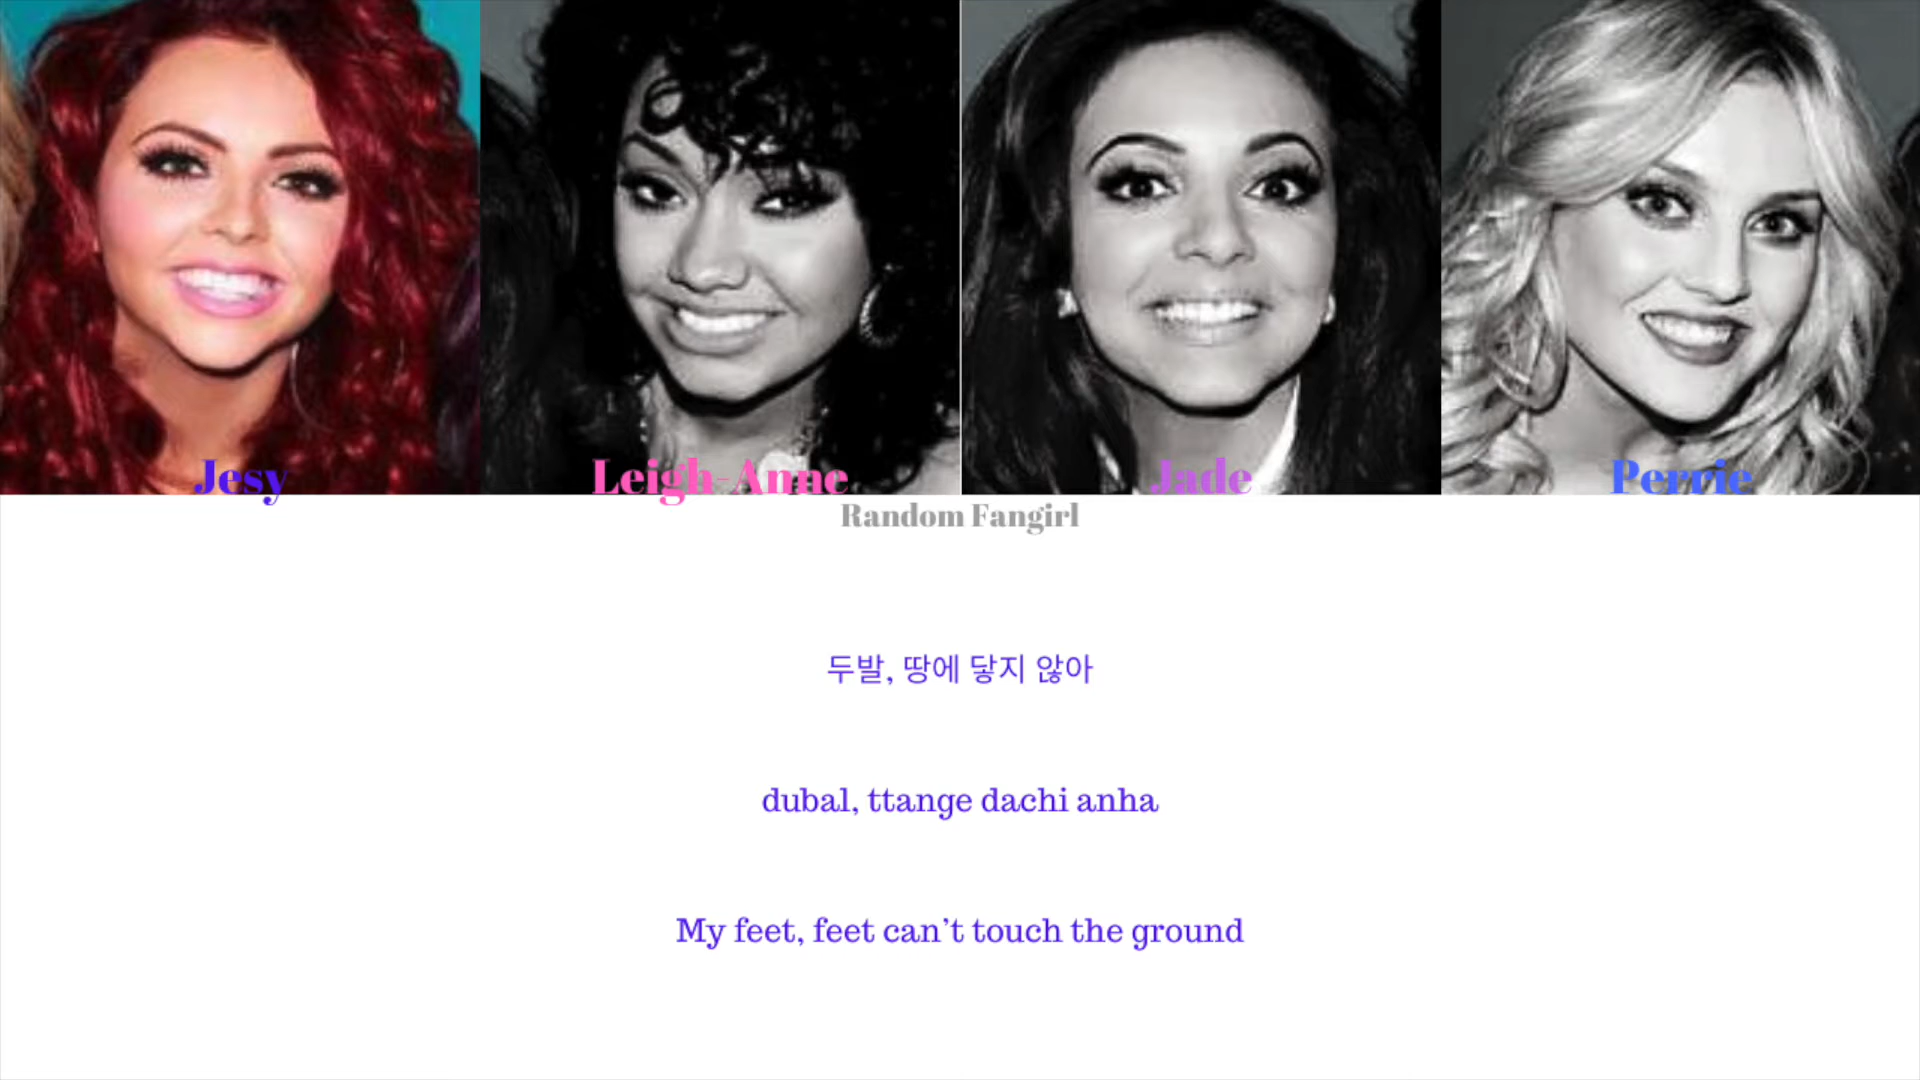 Jesy
Leigh-Anne
Jade
Perrie
Random Fangirl
두발, 땅에 닿지 않아
dubal, ttange dachi anha
My feet, feet can’t touch the ground